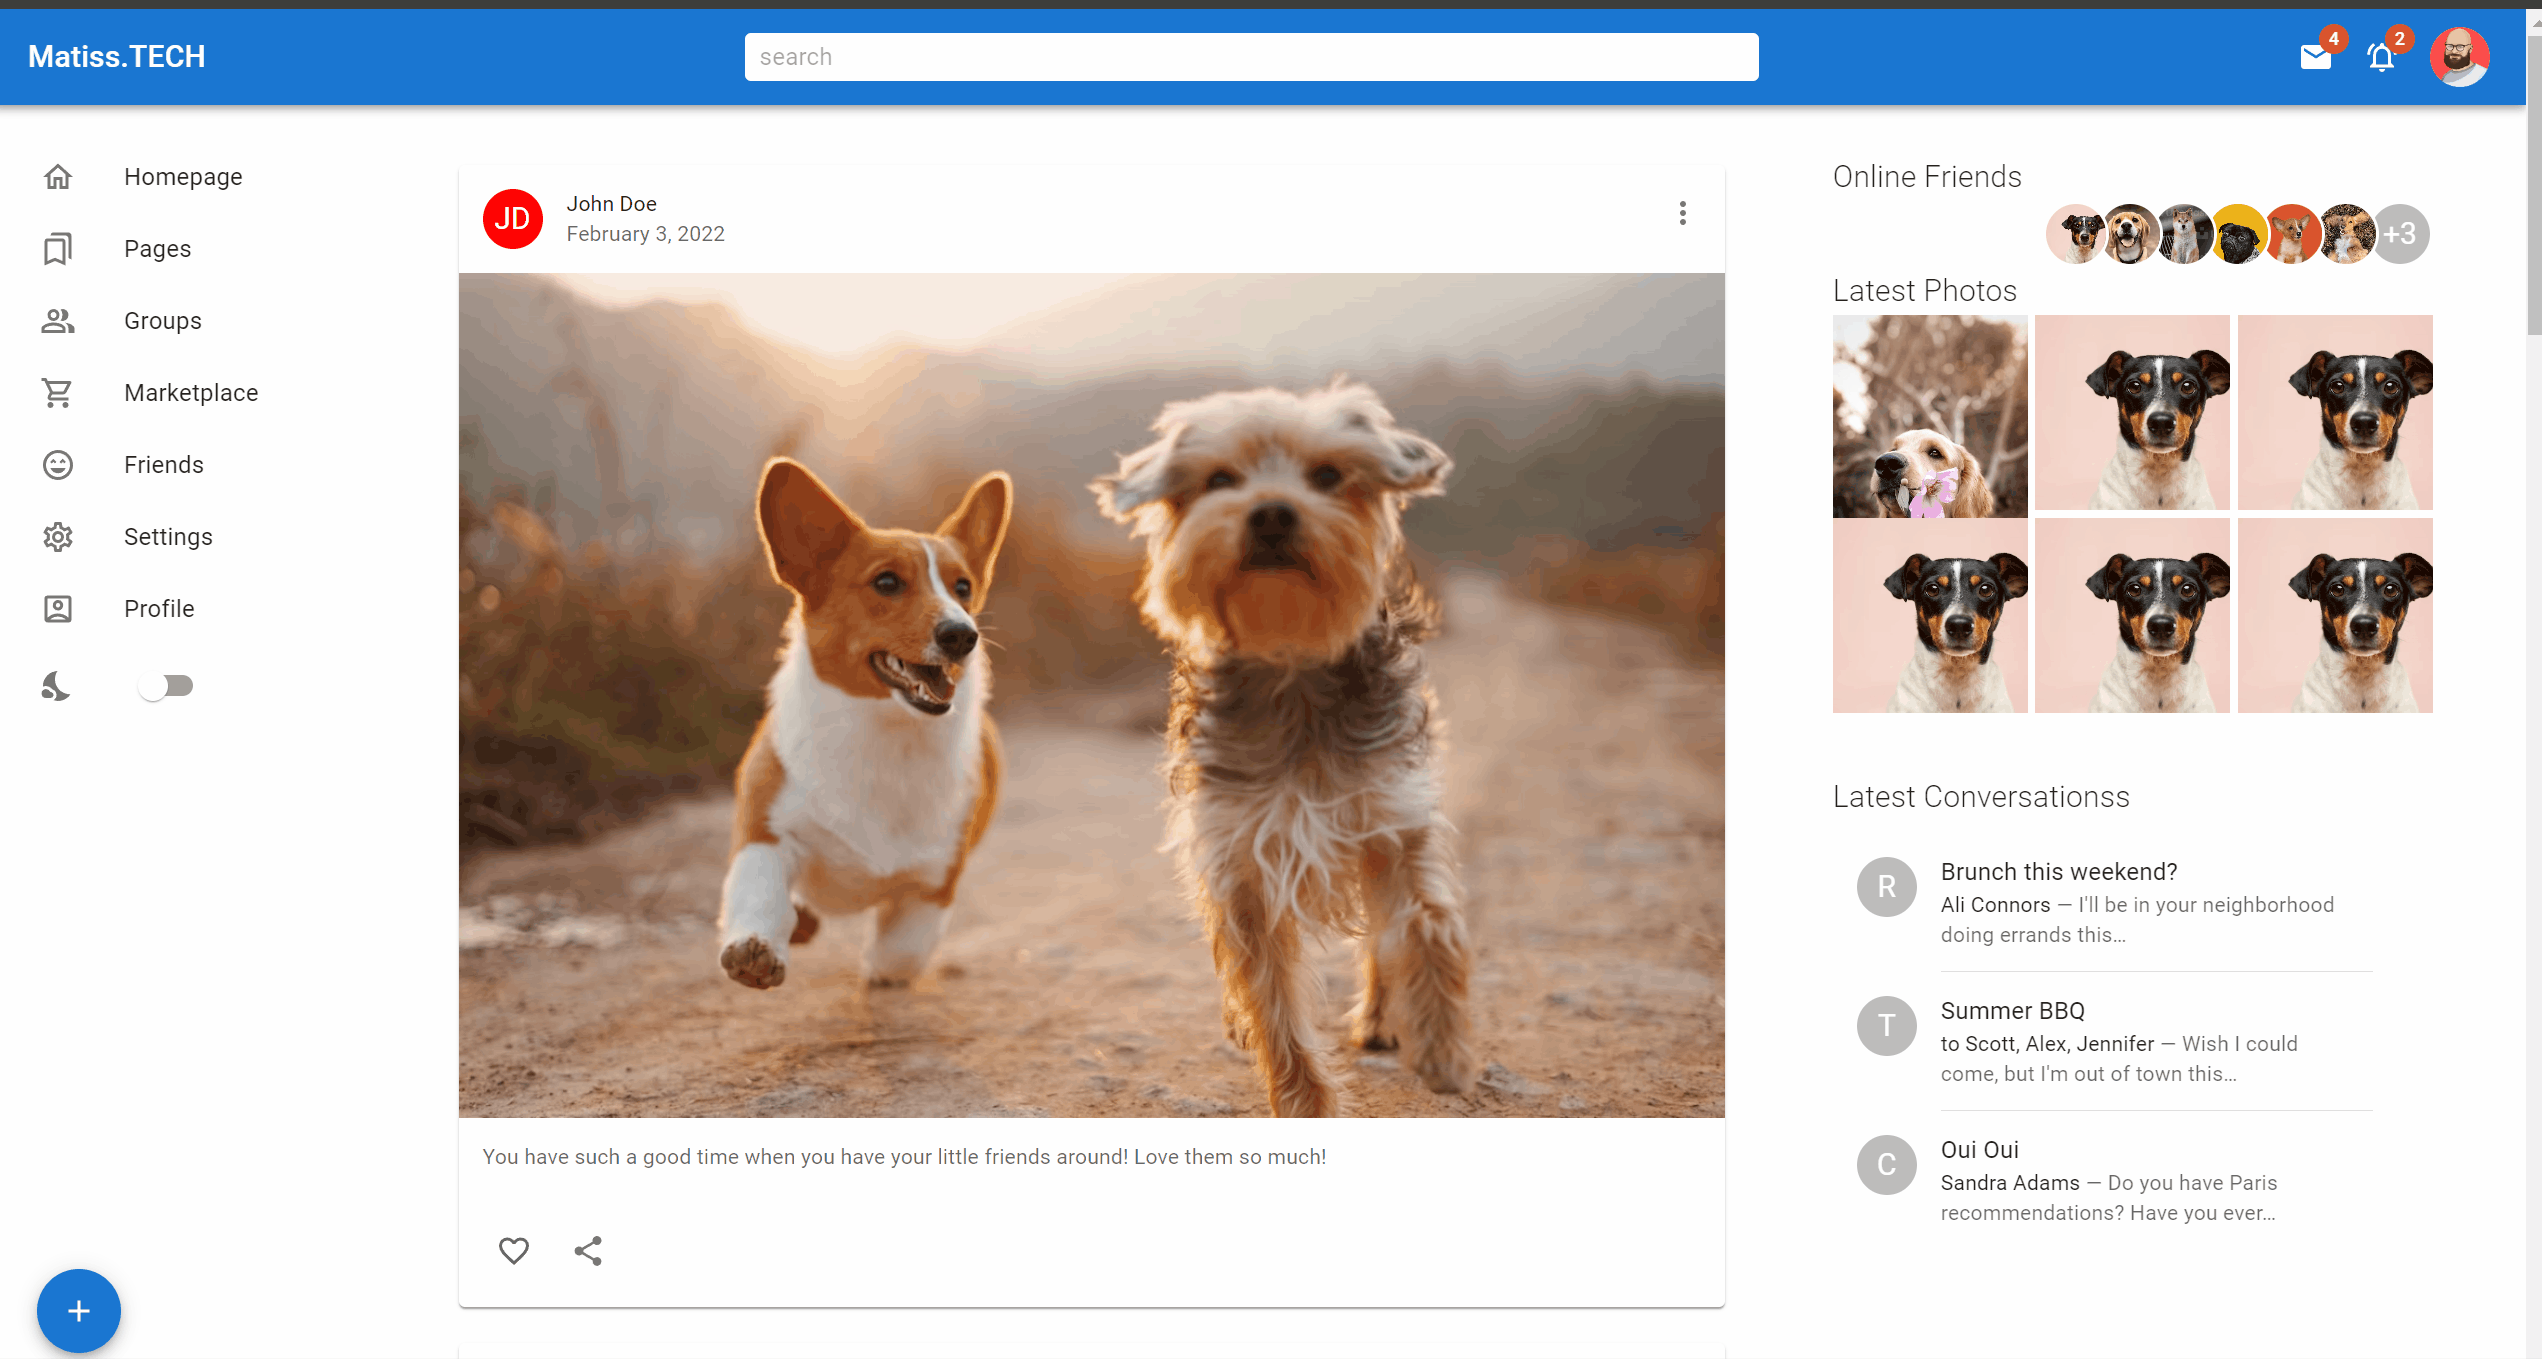 Matiss.TECH
search
4
2
Homepage
Pages
Groups
Marketplace
Friends
Settings
Profile
JD
John Doe
February 3, 2022
You have such a good time when you have your little friends around! Love them so much!
Online Friends
+3
Latest Photos
Latest Conversationss
R
Brunch this weekend?
Ali Connors — I'll be in your neighborhood
doing errands this…
T
Summer BBQ
to Scott, Alex, Jennifer — Wish I could
come, but I'm out of town this…
C
Oui Oui
Sandra Adams — Do you have Paris
recommendations? Have you ever…